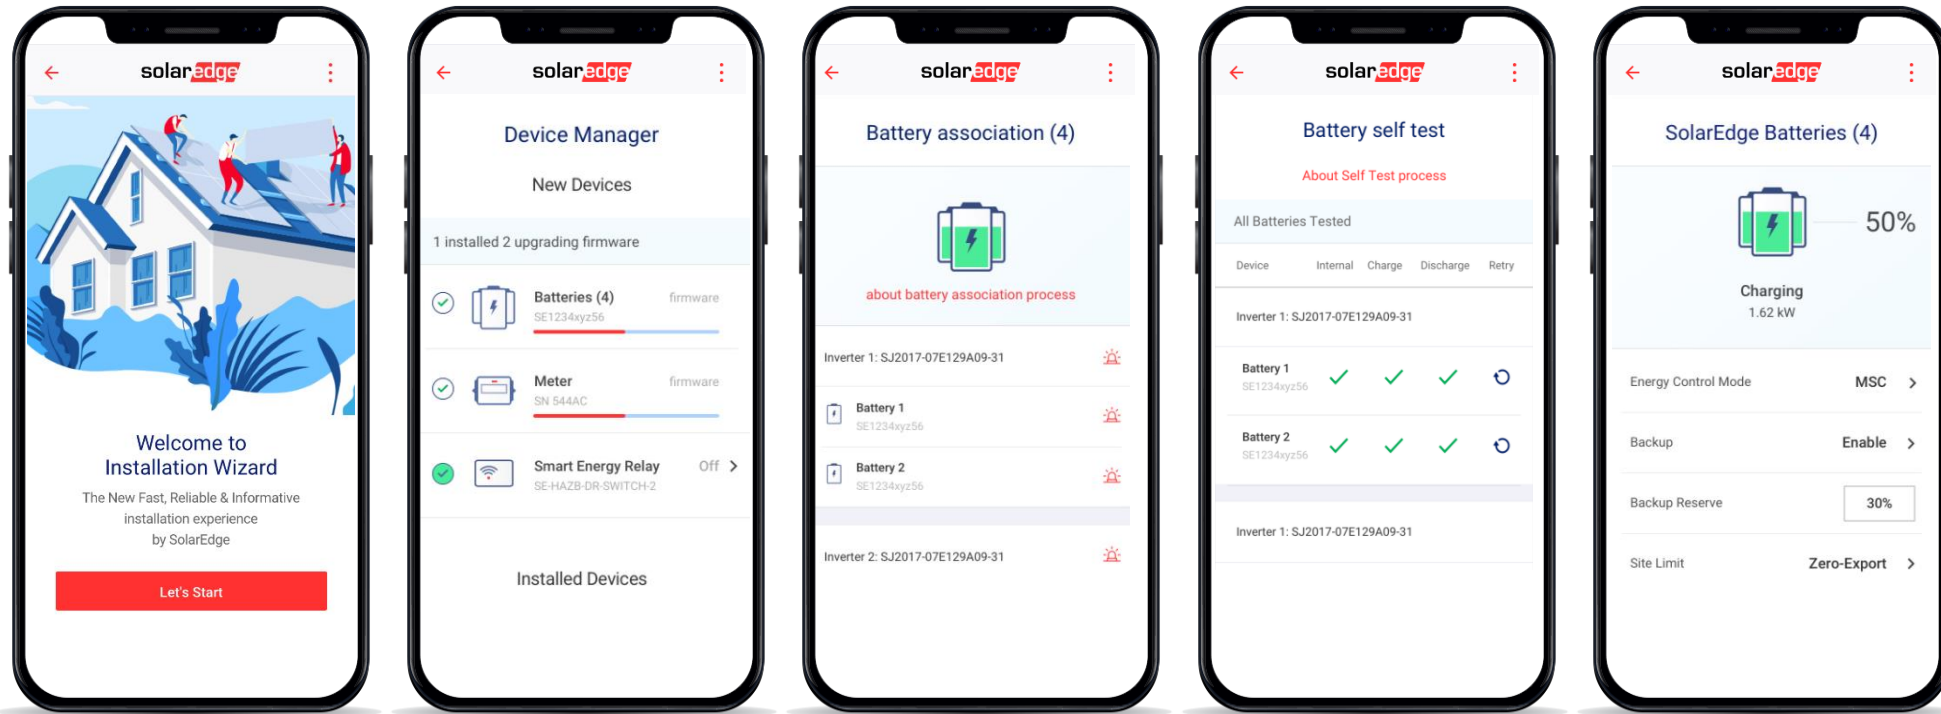 solaredge
Welcome to
Installation Wizard
The New Fast, Reliable & Informative
installation experience
by SolarEdge
Let's Start
solaredge
Device Manager
New Devices
1 installed 2 upgrading firmware
Batteries (4) firmware
SE1234xyz56
Meter firmware
SN 544AC
Smart Energy Relay Off
SE-HAZB-DR-SWITCH-2
Installed Devices
solaredge
Battery association (4)
about battery association process
Inverter 1: SJ2017-07E129A09-31
Battery 1
SE1234xyz56
Battery 2
SE1234xyz56
Inverter 2: SJ2017-07E129A09-31
solaredge
Battery self test
About Self Test process
All Batteries Tested
Device Internal Charge Discharge Retry
Inverter 1: SJ2017-07E129A09-31
Battery 1
SE1234xyz56
Battery 2
SE1234xyz56
Inverter 1: SJ2017-07E129A09-31
solaredge
SolarEdge Batteries (4)
50%
Charging
1.62 kW
Energy Control Mode MSC
Backup Enable
Backup Reserve 30%
Site Limit Zero-Export